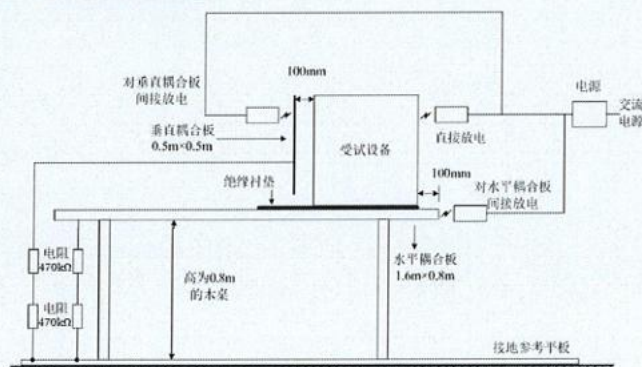 100mm
对垂直耦合板
间接放电
电源
交流
电源
垂直耦合板
0.5m×0.5m
受试设备
直接放电
绝缘衬垫
100mm
对水平耦合板
间接放电
电阻
470kΩ
高为0.8m
的木桌
水平耦合板
1.6m×0.8m
电阻
470kΩ
接地参考平板